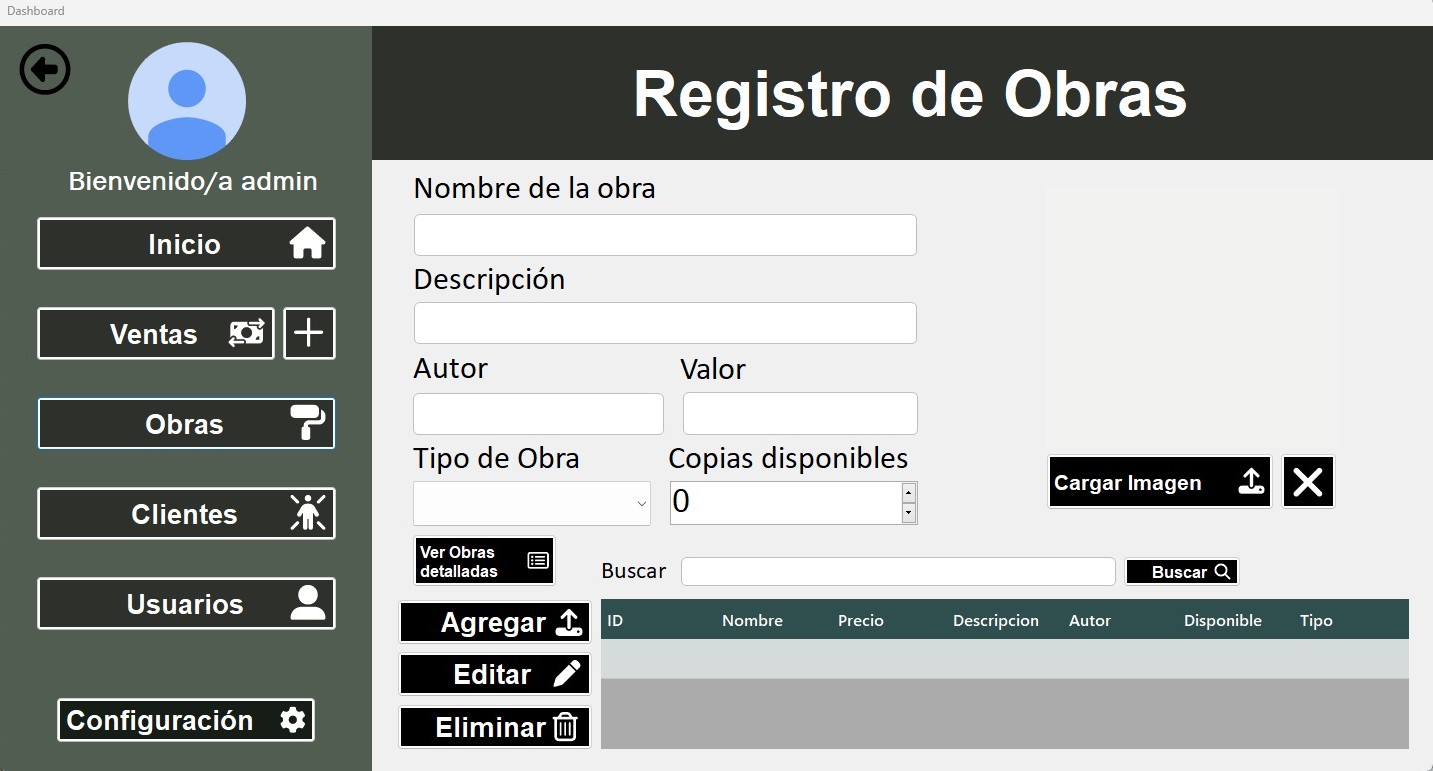 Dashboard
Bienvenido/a admin
Inicio
Ventas
Obras
Clientes
Usuarios
Configuración
Registro de Obras
Nombre de la obra
Descripción
Autor Valor
Tipo de Obra Copias disponibles
0
Cargar Imagen
Ver Obras
detalladas
Buscar Buscar
Agregar
Editar
Eliminar
ID Nombre Precio Descripcion Autor Disponible Tipo